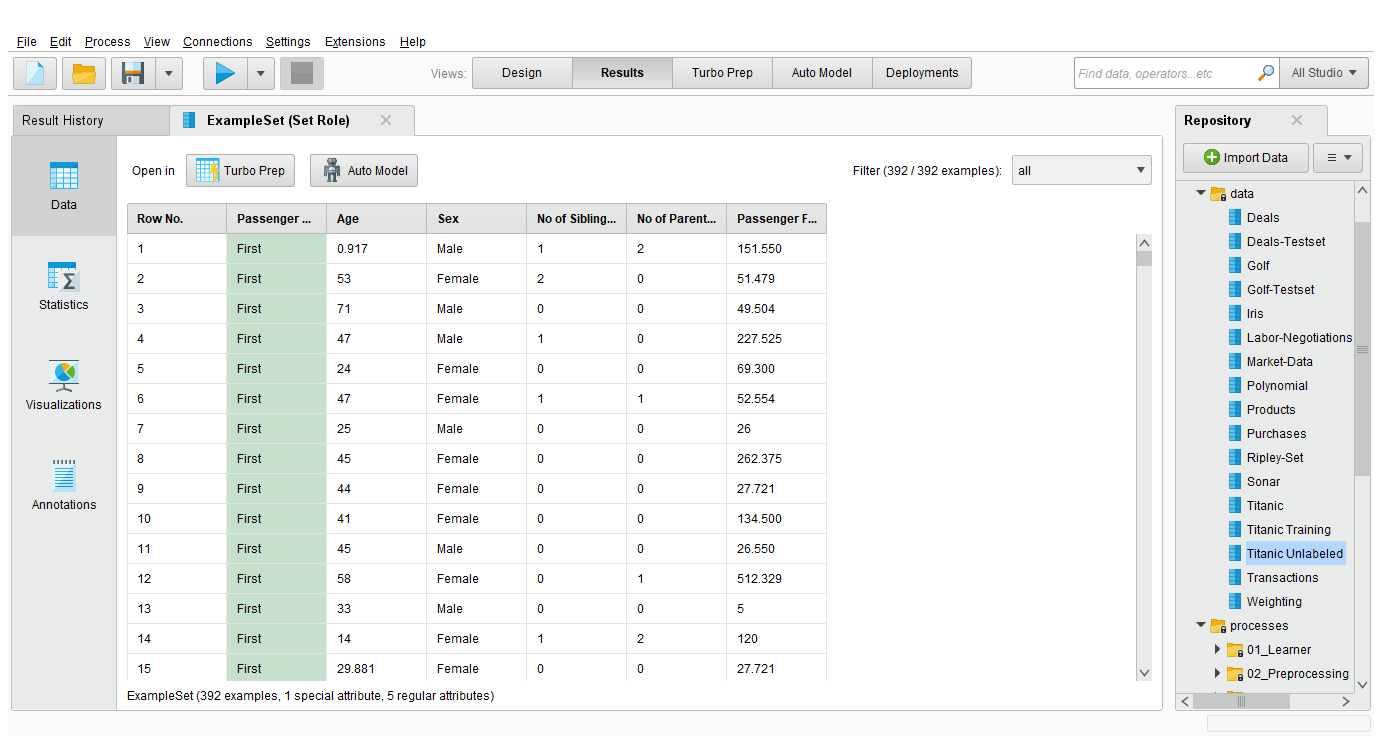 File Edit Process View Connections Settings Extensions Help
Views: Design Results Turbo Prep Auto Model Deployments Find data, operators...etc All Studio
Result History ExampleSet (Set Role) Repository
Open in Turbo Prep Auto Model Filter (392 / 392 examples): all Import Data
Data
Statistics
Visualizations
Annotations
Row No. Passenger ... Age Sex No of Sibling... No of Parent... Passenger F...
1 First 0.917 Male 1 2 151.550
2 First 53 Female 2 0 51.479
3 First 71 Male 0 0 49.504
4 First 47 Male 1 0 227.525
5 First 24 Female 0 0 69.300
6 First 47 Female 1 1 52.554
7 First 25 Male 0 0 26
8 First 45 Female 0 0 262.375
9 First 44 Female 0 0 27.721
10 First 41 Female 0 0 134.500
11 First 45 Male 0 0 26.550
12 First 58 Female 0 1 512.329
13 First 33 Male 0 0 5
14 First 14 Female 1 2 120
15 First 29.881 Female 0 0 27.721
ExampleSet (392 examples, 1 special attribute, 5 regular attributes)
data
Deals
Deals-Testset
Golf
Golf-Testset
Iris
Labor-Negotiations
Market-Data
Polynomial
Products
Purchases
Ripley-Set
Sonar
Titanic
Titanic Training
Titanic Unlabeled
Transactions
Weighting
processes
01_Learner
02_Preprocessing